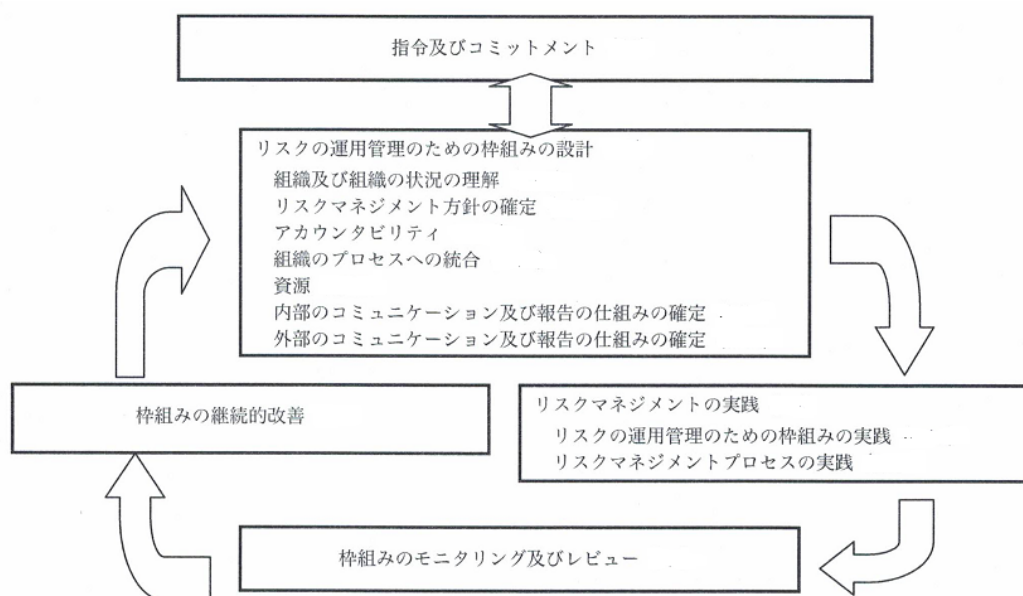 指令及びコミットメント
リスクの運用管理のための枠組みの設計
組織及び組織の状況の理解
リスクマネジメント方針の確定
アカウンタビリティ
組織のプロセスへの統合
資源
内部のコミュニケーション及び報告の仕組みの確定
外部のコミュニケーション及び報告の仕組みの確定
枠組みの継続的改善
リスクマネジメントの実践
リスクの運用管理のための枠組みの実践
リスクマネジメントプロセスの実践
枠組みのモニタリング及びレビュー